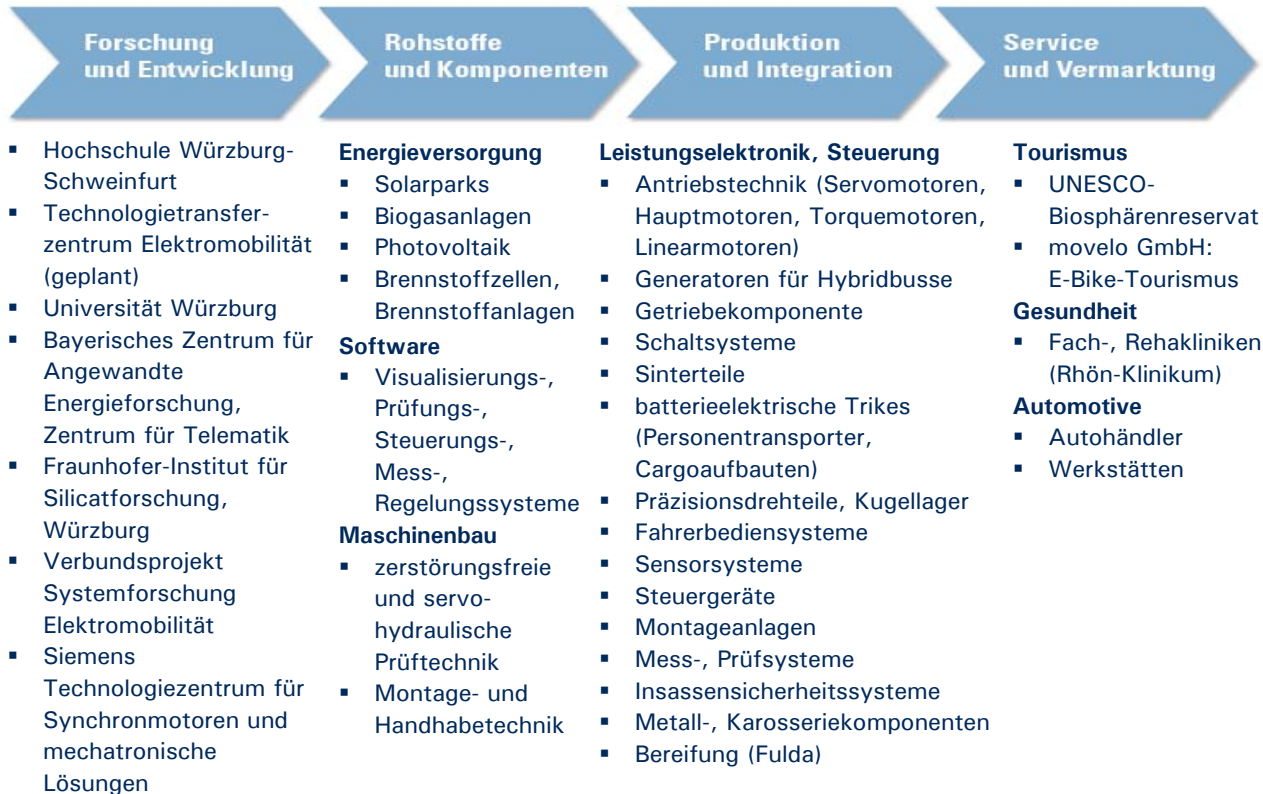 Forschung
und Entwicklung
Rohstoffe
und Komponenten
Produktion
und Integration
Service
und Vermarktung
▪ Hochschule Würzburg-
Schweinfurt
▪ Technologietransfer-
zentrum Elektromobilität
(geplant)
▪ Universität Würzburg
▪ Bayerisches Zentrum für
Angewandte
Energieforschung,
Zentrum für Telematik
▪ Fraunhofer-Institut für
Silicatforschung,
Würzburg
▪ Verbundsprojekt
Systemforschung
Elektromobilität
▪ Siemens
Technologiezentrum für
Synchronmotoren und
mechatronische
Lösungen
Energieversorgung
▪ Solarparks
▪ Biogasanlagen
▪ Photovoltaik
▪ Brennstoffzellen,
Brennstoffanlagen
Software
▪ Visualisierungs-,
Prüfungs-,
Steuerungs-,
Mess-,
Regelungssysteme
Maschinenbau
▪ zerstörungsfreie
und servo-
hydraulische
Prüftechnik
▪ Montage- und
Handhabetechnik
Leistungselektronik, Steuerung
▪ Antriebstechnik (Servomotoren,
Hauptmotoren, Torquemotoren,
Linearmotoren)
▪ Generatoren für Hybridbusse
▪ Getriebekomponente
▪ Schaltsysteme
▪ Sinterteile
▪ batterieelektrische Trikes
(Personentransporter,
Cargoaufbauten)
▪ Präzisionsdrehteile, Kugellager
▪ Fahrerbediensysteme
▪ Sensorsysteme
▪ Steuergeräte
▪ Montageanlagen
▪ Mess-, Prüfsysteme
▪ Insassensicherheitssysteme
▪ Metall-, Karosseriekomponenten
▪ Bereifung (Fulda)
Tourismus
▪ UNESCO-
Biosphärenreservat
▪ movelo GmbH:
E-Bike-Tourismus
Gesundheit
▪ Fach-, Rehakliniken
(Rhön-Klinikum)
Automotive
▪ Autohändler
▪ Werkstätten